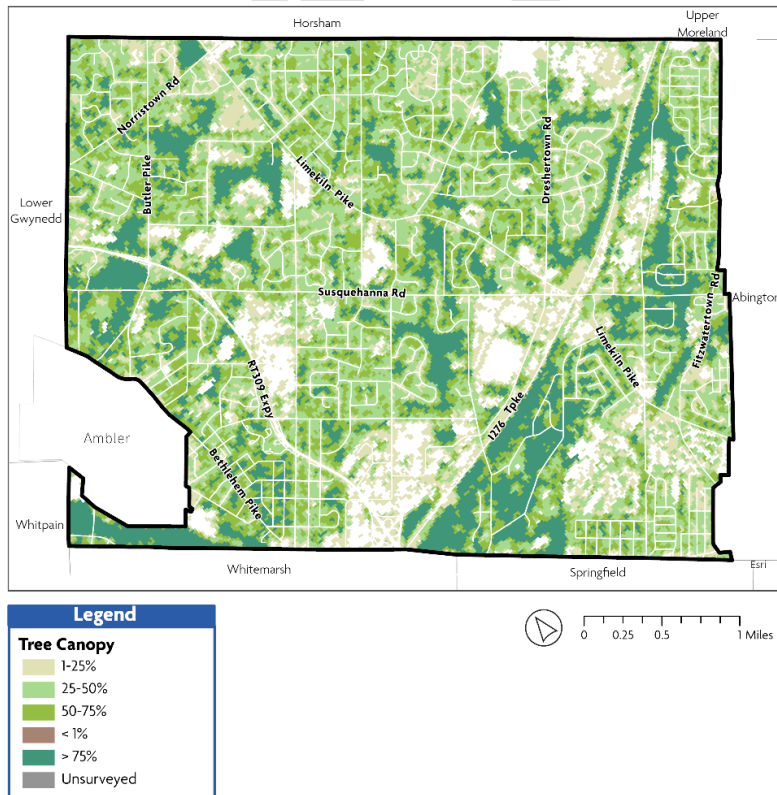 Horsham
Upper
Moreland
Norristown Rd
Butler Pike
Limekiln Pike
Dreshertown Rd
Lower
Gwynedd
Susquehanna Rd
Abington
Fitzwatertown Rd
Limekiln Pike
RT309 Expy
I276 Tpke
Ambler
Bethlehem Pike
Whitpain
Whitemarsh
Springfield
Esri
Legend
Tree Canopy
1-25%
25-50%
50-75%
< 1%
> 75%
Unsurveyed
0 0.25 0.5 1 Miles